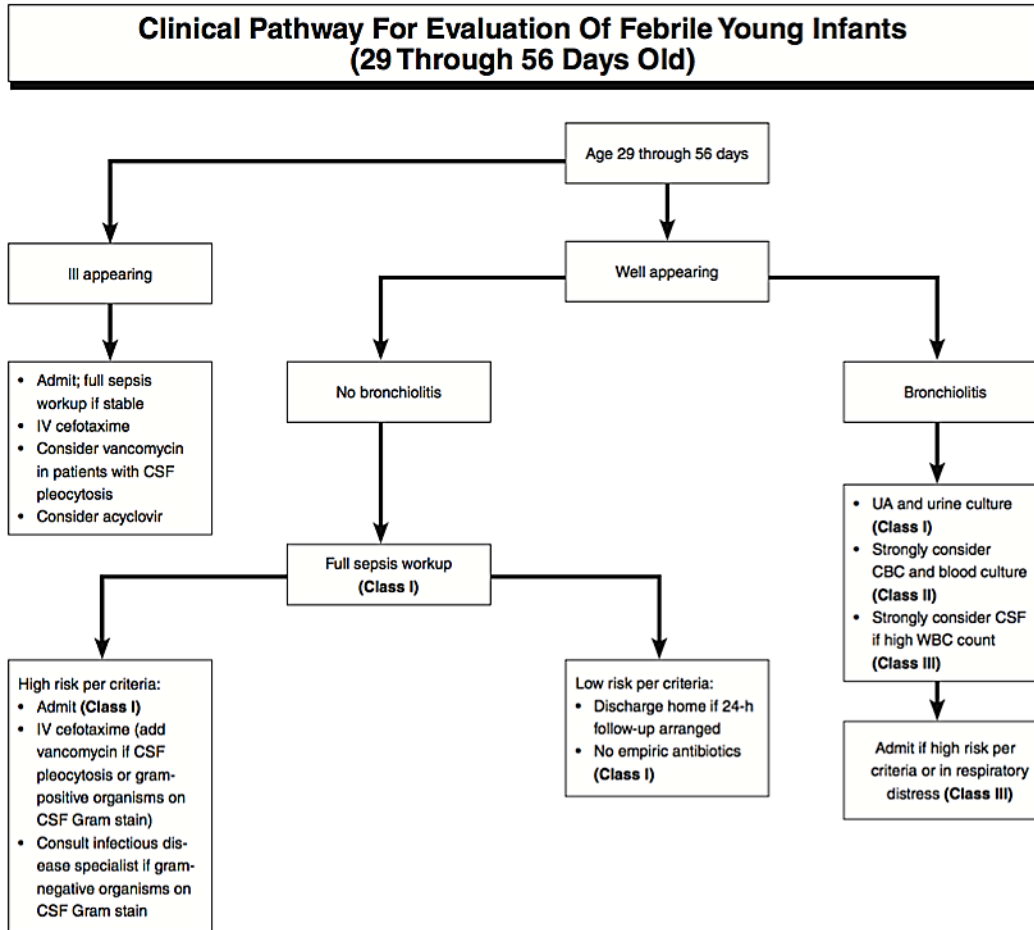 Clinical Pathway For Evaluation Of Febrile Young Infants
(29 Through 56 Days Old)
Age 29 through 56 days
Ill appearing
Well appearing
• Admit; full sepsis
workup if stable
• IV cefotaxime
• Consider vancomycin
in patients with CSF
pleocytosis
• Consider acyclovir
No bronchiolitis
Bronchiolitis
• UA and urine culture
(Class I)
• Strongly consider
CBC and blood culture
(Class II)
• Strongly consider CSF
if high WBC count
(Class III)
Full sepsis workup
(Class I)
High risk per criteria:
• Admit (Class I)
• IV cefotaxime (add
vancomycin if CSF
pleocytosis or gram-
positive organisms on
CSF Gram stain)
• Consult infectious dis-
ease specialist if gram-
negative organisms on
CSF Gram stain
Low risk per criteria:
• Discharge home if 24-h
follow-up arranged
• No empiric antibiotics
(Class I)
Admit if high risk per
criteria or in respiratory
distress (Class III)